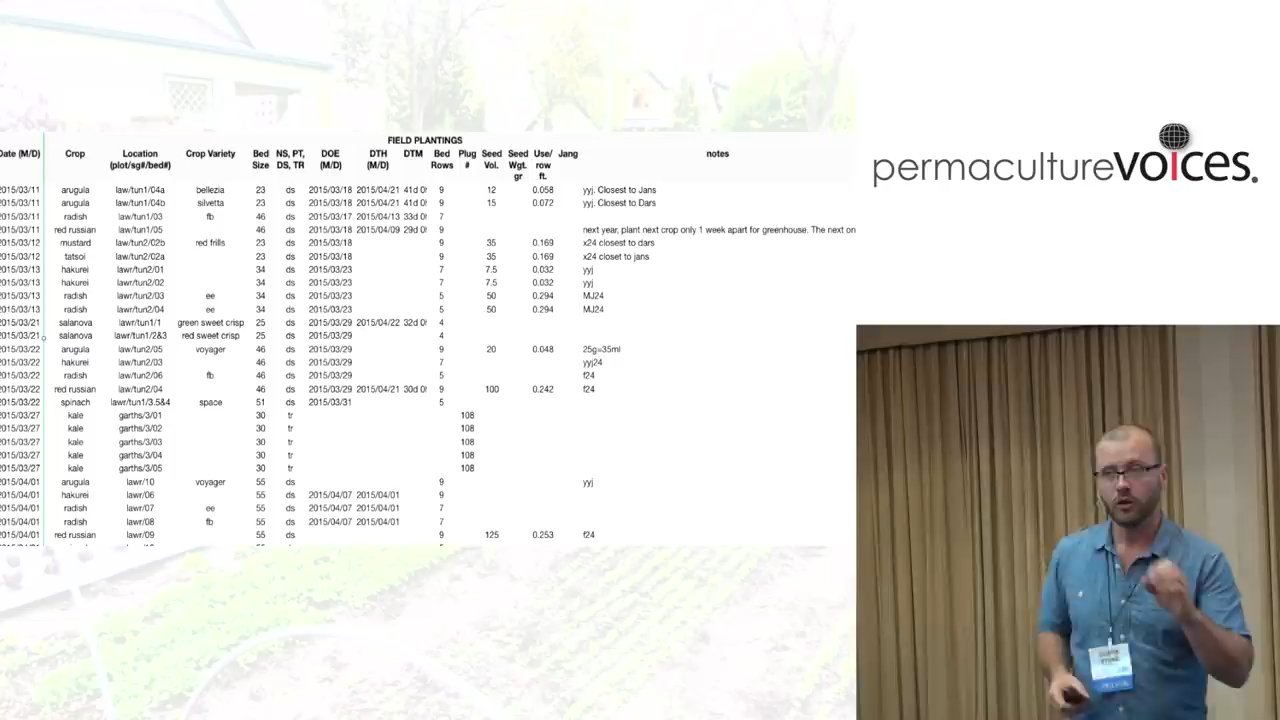 permaculturevoices.
FIELD PLANTINGS
Date (M/D) Crop Location (plot/sg#/bed#) Crop Variety Bed Size NS, PT, DS, TR DOE (M/D) DTH (M/D) DTM Bed Rows Plug # Seed Vol. Seed Wgt. gr Use/ row ft. Jang notes
2015/03/11 arugula law/tun1/04a bellezia 23 ds 2015/03/18 2015/04/21 41d 9 12 0.058 yyj. Closest to Jans
2015/03/11 arugula law/tun1/04b silvetta 23 ds 2015/03/18 2015/04/21 41d 9 15 0.072 yyj. Closest to Dars
2015/03/11 radish law/tun1/03 fb 46 ds 2015/03/17 2015/04/13 33d 7
2015/03/11 red russian law/tun1/05 46 ds 2015/03/18 2015/04/09 29d 9 next year, plant next crop only 1 week apart for greenhouse. The next on
2015/03/12 mustard law/tun2/02b red frills 23 ds 2015/03/18 9 35 0.169 x24 closest to dars
2015/03/12 tatsoi law/tun2/02a 23 ds 2015/03/18 9 35 0.169 x24 closet to jans
2015/03/13 hakurei lawr/tun2/01 34 ds 2015/03/23 7 7.5 0.032 yyj
2015/03/13 hakurei lawr/tun2/02 34 ds 2015/03/23 7 7.5 0.032 yyj
2015/03/13 radish lawr/tun2/03 ee 34 ds 2015/03/23 5 50 0.294 MJ24
2015/03/13 radish lawr/tun2/04 ee 34 ds 2015/03/23 5 50 0.294 MJ24
2015/03/21 salanova lawr/tun1/1 green sweet crisp 25 ds 2015/03/29 2015/04/22 32d 4
2015/03/21 salanova lawr/tun1/2&3 red sweet crisp 25 ds 2015/03/29 4
2015/03/22 arugula law/tun2/05 voyager 46 ds 2015/03/29 9 20 0.048 25g=35ml
2015/03/22 hakurei law/tun2/03 46 ds 2015/03/29 7 yyj24
2015/03/22 radish law/tun2/06 fb 46 ds 2015/03/29 5 f24
2015/03/22 red russian law/tun2/04 46 ds 2015/03/29 2015/04/21 30d 9 100 0.242 f24
2015/03/22 spinach lawr/tun1/3.5&4 space 51 ds 2015/03/31 5
2015/03/27 kale garths/3/01 30 tr 108
2015/03/27 kale garths/3/02 30 tr 108
2015/03/27 kale garths/3/03 30 tr 108
2015/03/27 kale garths/3/04 30 tr 108
2015/03/27 kale garths/3/05 30 tr 108
2015/04/01 arugula lawr/10 voyager 55 ds 9 yyj
2015/04/01 hakurei lawr/06 55 ds 2015/04/07 2015/04/01 9
2015/04/01 radish lawr/07 ee 55 ds 2015/04/07 2015/04/01 7
2015/04/01 radish lawr/08 fb 55 ds 2015/04/07 2015/04/01 7
2015/04/01 red russian lawr/09 55 ds 9 125 0.253 f24